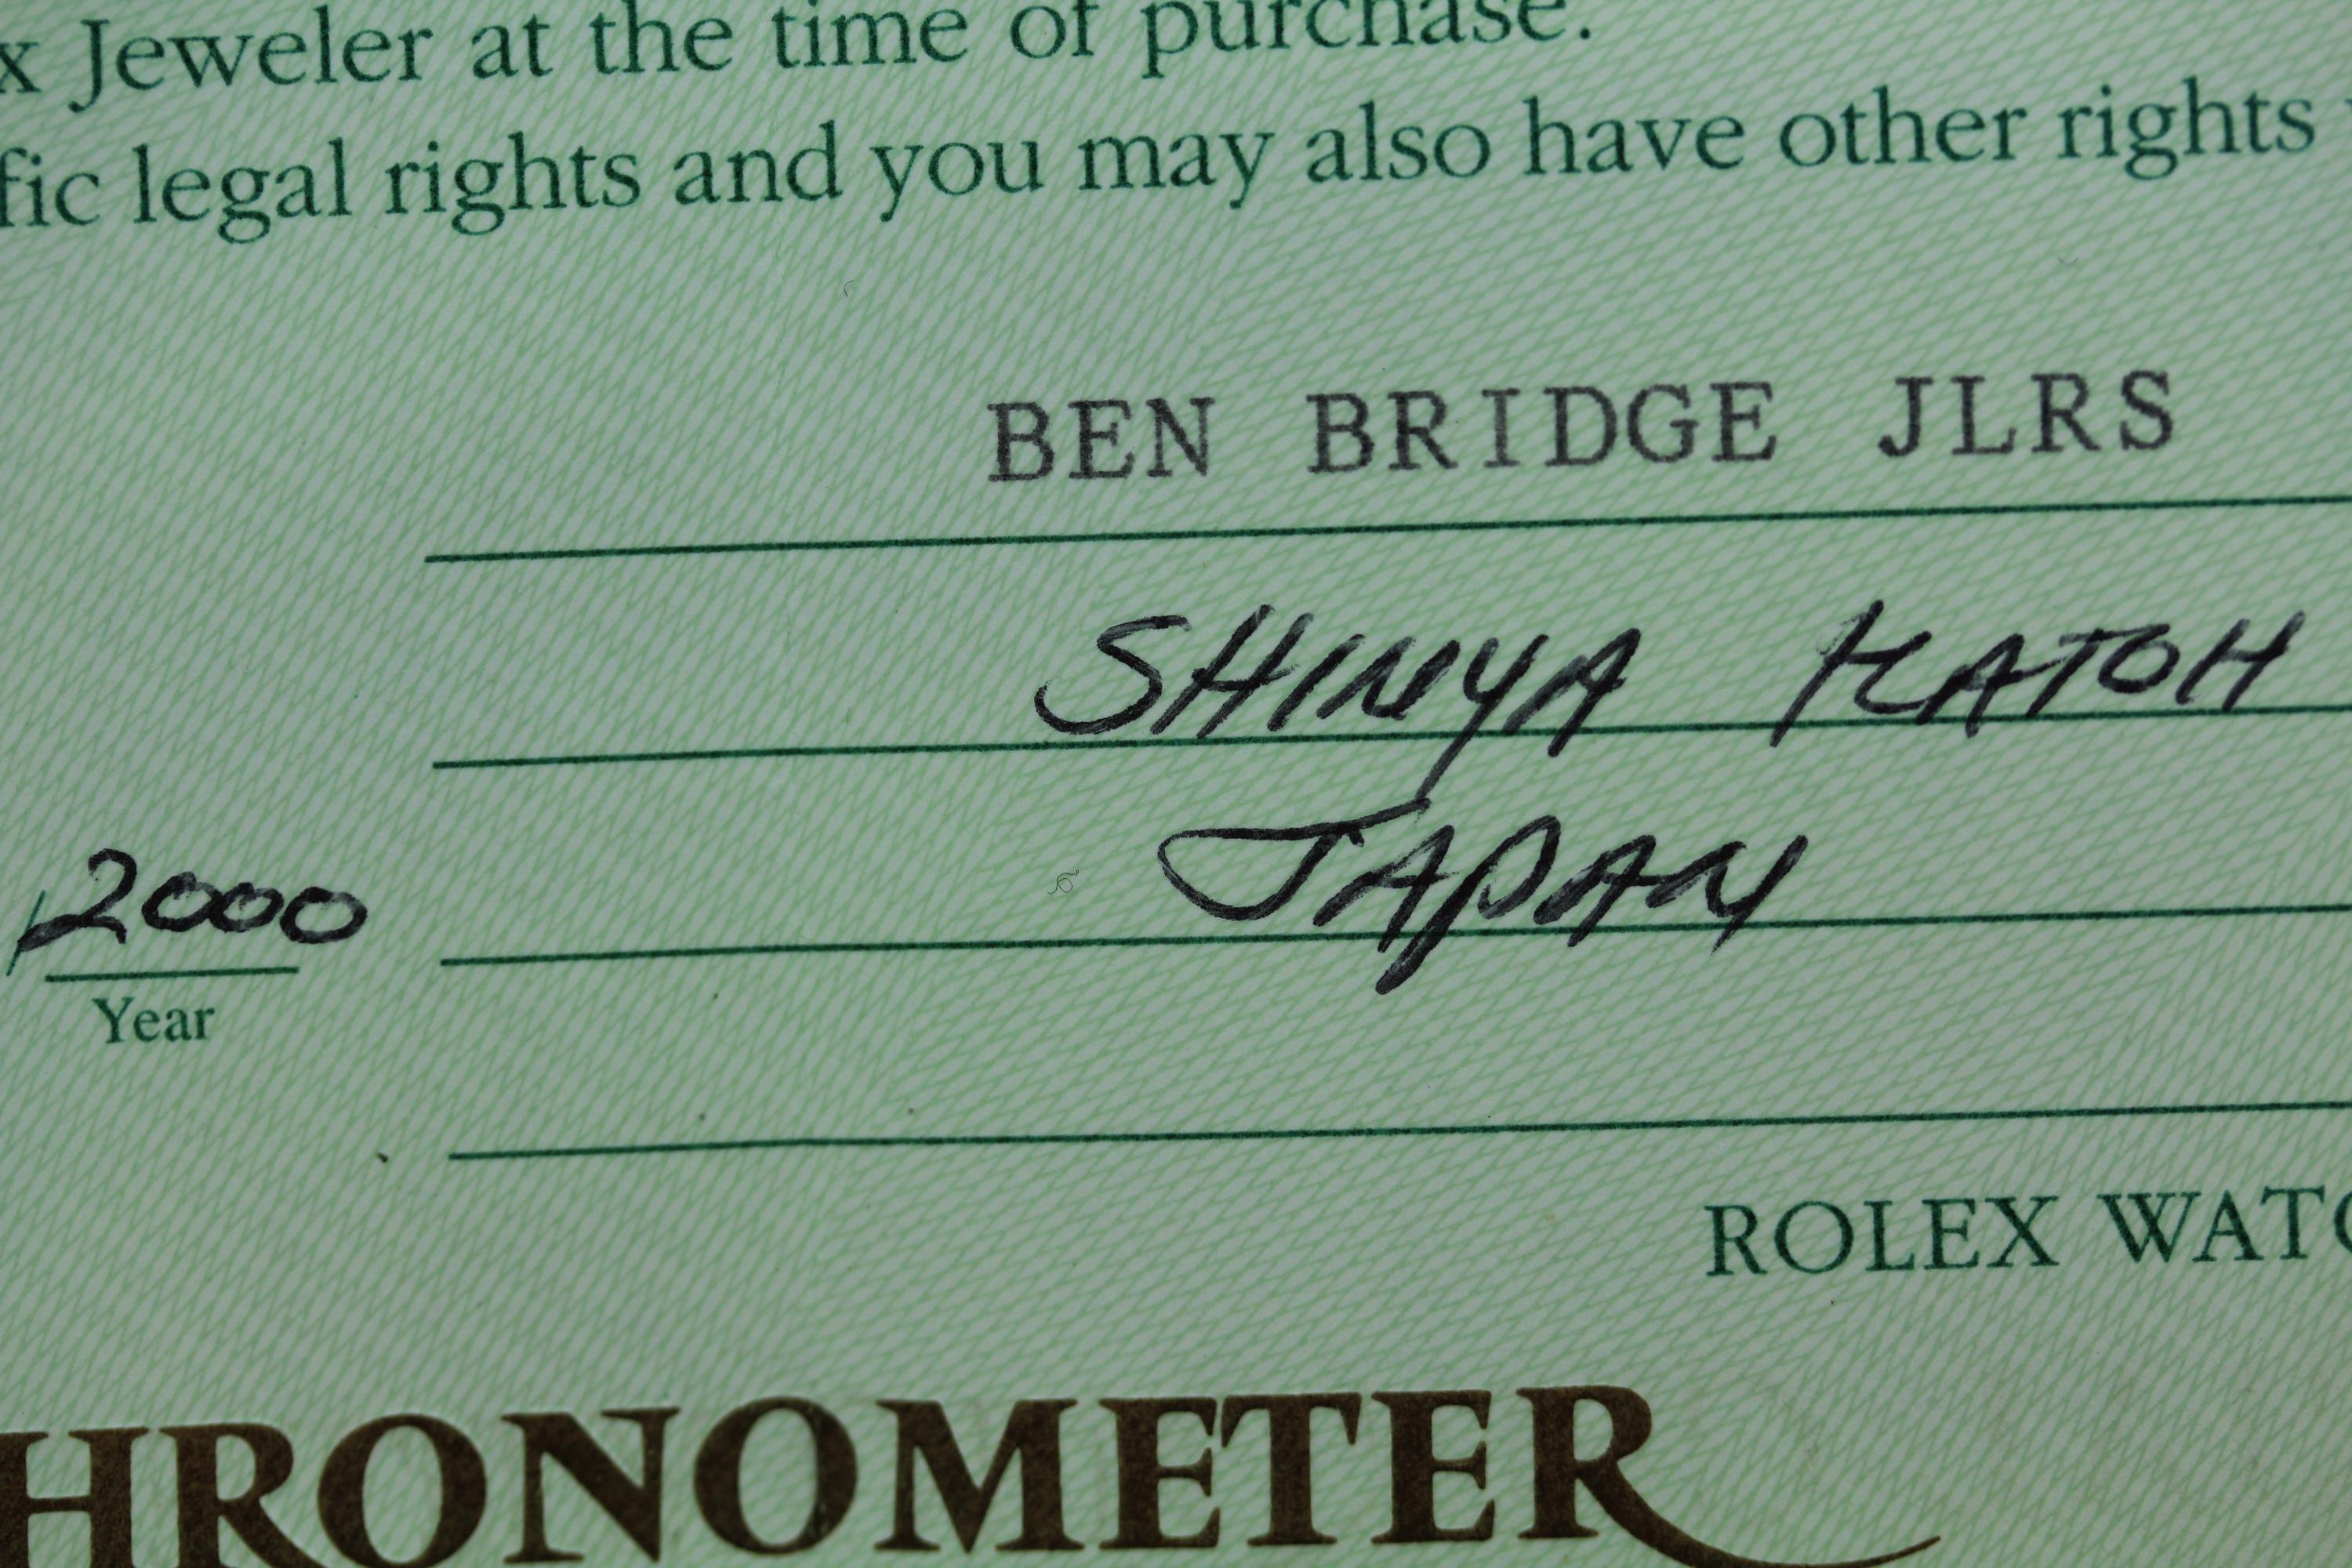 x Jeweler at the time of purchase.
fic legal rights and you may also have other rights
BEN BRIDGE JLRS
SHINYA KATOH
2000 JAPAN
Year
ROLEX WATC
HRONOMETER